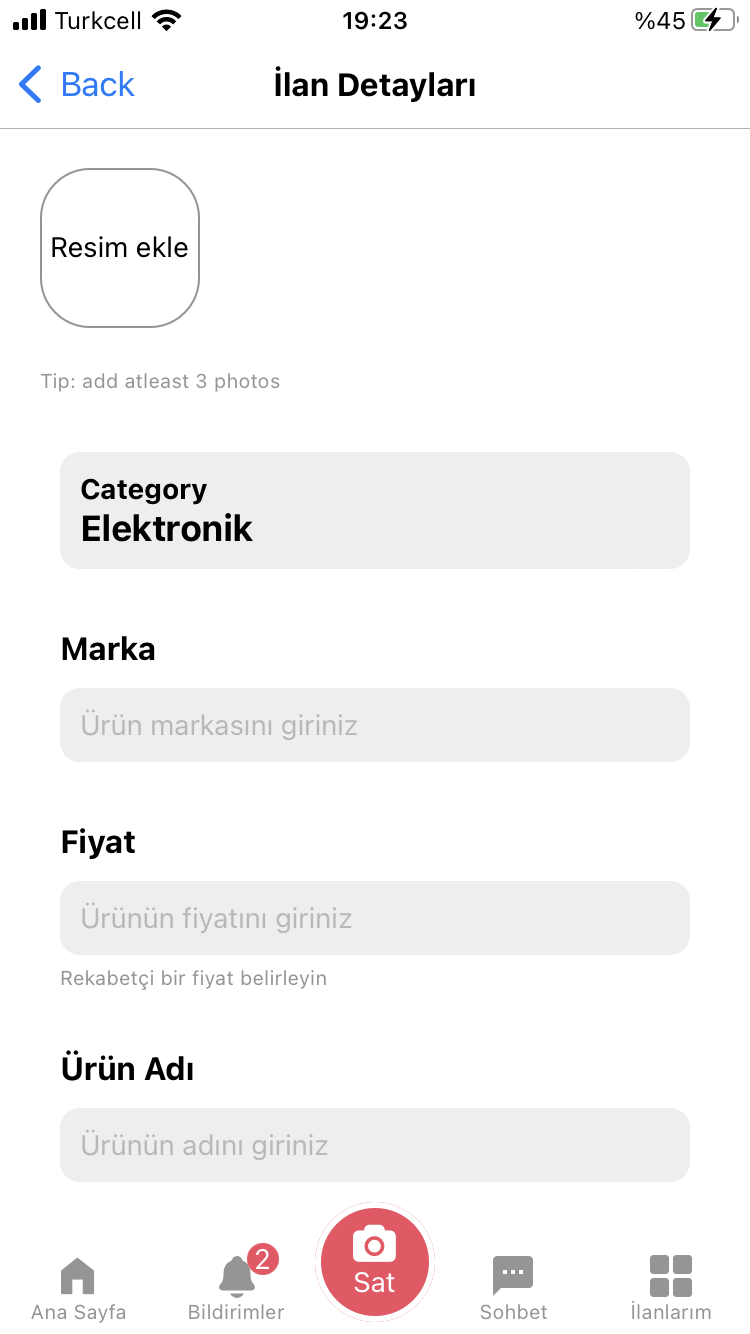 Turkcell 19:23 %45
Back İlan Detayları
Resim ekle
Tip: add atleast 3 photos
Category
Elektronik
Marka
Ürün markasını giriniz
Fiyat
Ürünün fiyatını giriniz
Rekabetçi bir fiyat belirleyin
Ürün Adı
Ürünün adını giriniz
2
Sat
Ana Sayfa Bildirimler Sohbet İlanlarım